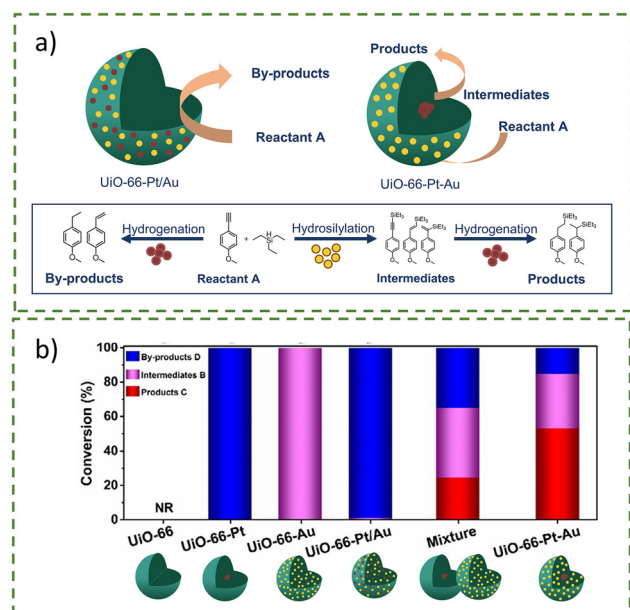 a)
Products
By-products
Intermediates
Reactant A
Reactant A
UiO-66-Pt/Au
UiO-66-Pt-Au
SiEt₃
SiEt₃
SiEt₃
SiEt₃
SiEt₃
Hydrogenation
H
Si
Hydrosilylation
Hydrogenation
+
O
O
O
O
O
O
O
O
By-products
Reactant A
Intermediates
Products
b)
100
80
60
40
20
0
Conversion (%)
By-products D
Intermediates B
Products C
NR
UiO-66
UiO-66-Pt
UiO-66-Au
UiO-66-Pt/Au
Mixture
UiO-66-Pt-Au